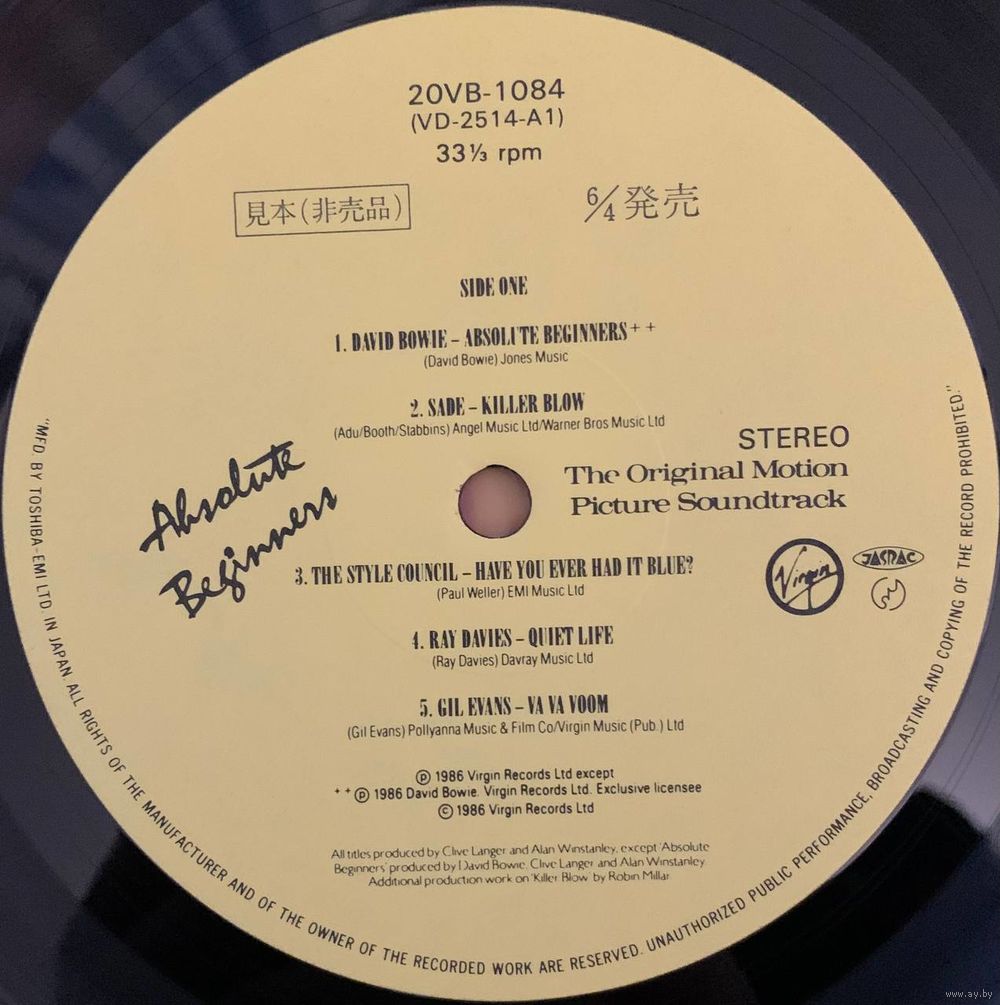 20VB-1084
(VD-2514-A1)
33⅓ rpm
見本(非売品)
6/4 発売
SIDE ONE
1. DAVID BOWIE – ABSOLUTE BEGINNERS++
(David Bowie) Jones Music
2. SADE – KILLER BLOW
(Adu/Booth/Stabbins) Angel Music Ltd/Warner Bros Music Ltd
STEREO
The Original Motion
Picture Soundtrack
Absolute
Beginners
3. THE STYLE COUNCIL – HAVE YOU EVER HAD IT BLUE?
(Paul Weller) EMI Music Ltd
Virgin
JASRAC
4. RAY DAVIES – QUIET LIFE
(Ray Davies) Davray Music Ltd
5. GIL EVANS – VA VA VOOM
(Gil Evans) Pollyanna Music & Film Co/Virgin Music (Pub.) Ltd
℗ 1986 Virgin Records Ltd except
++℗ 1986 David Bowie. Virgin Records Ltd. Exclusive licensee
© 1986 Virgin Records Ltd
All titles produced by Clive Langer and Alan Winstanley, except 'Absolute
Beginners' produced by David Bowie, Clive Langer and Alan Winstanley
Additional production work on 'Killer Blow' by Robin Millar
"MFD. BY TOSHIBA-EMI LTD. IN JAPAN. ALL RIGHTS OF THE MANUFACTURER AND OF THE OWNER OF THE RECORDED WORK ARE RESERVED. UNAUTHORIZED PUBLIC PERFORMANCE, BROADCASTING AND COPYING OF THE RECORD PROHIBITED."
www.ay.by